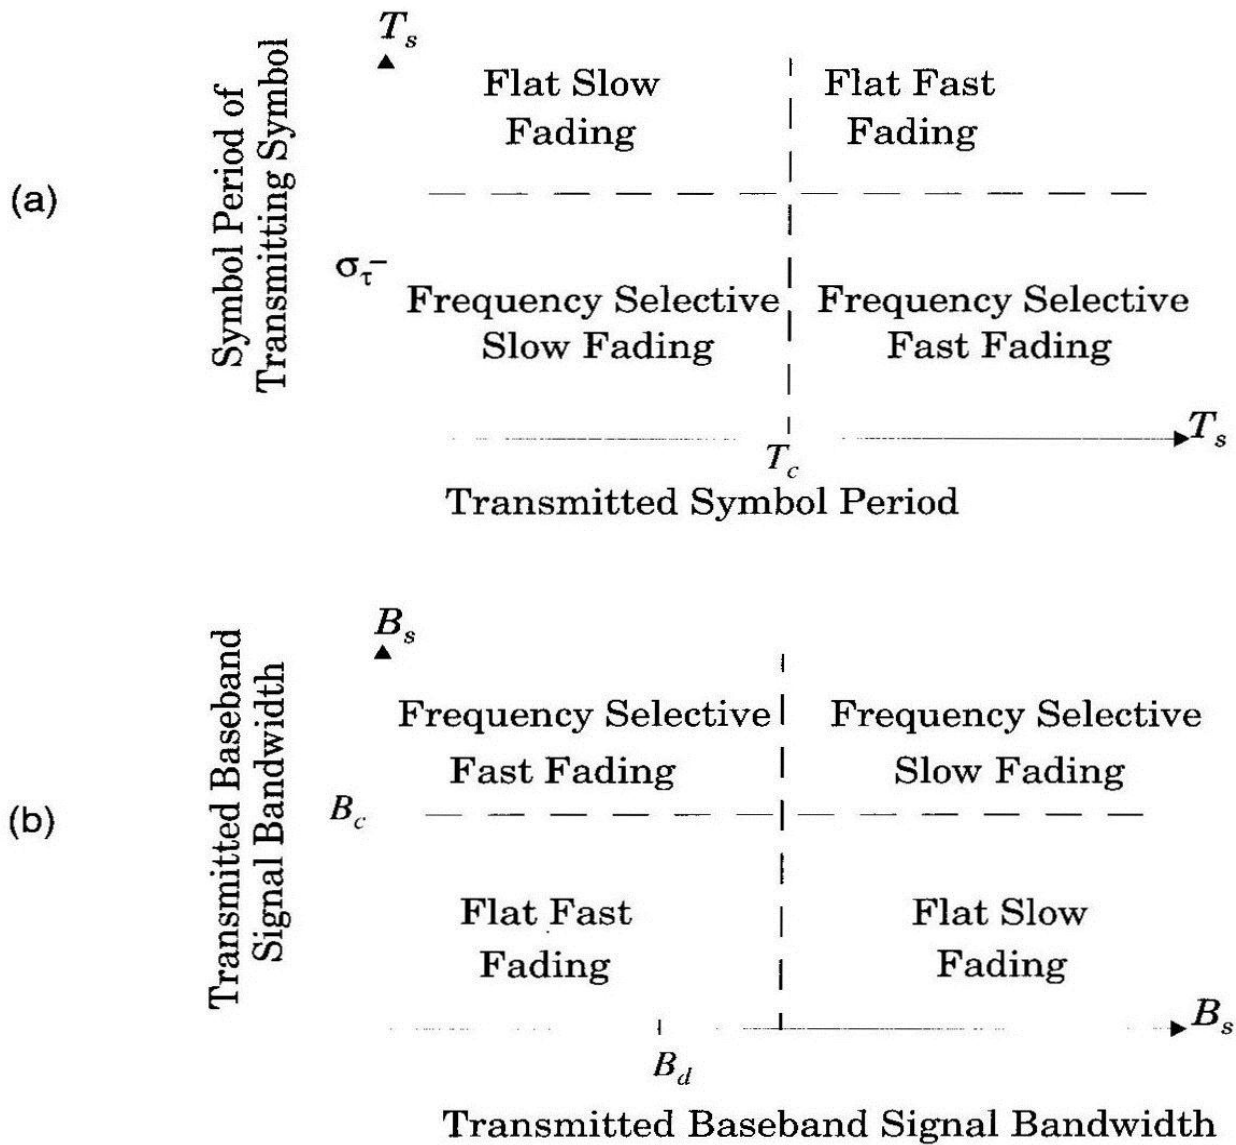 (a)
Symbol Period of
Transmitting Symbol
T_s
Flat Slow
Fading
Flat Fast
Fading
σ_τ
Frequency Selective
Slow Fading
Frequency Selective
Fast Fading
T_s
T_c
Transmitted Symbol Period
(b)
Transmitted Baseband
Signal Bandwidth
B_s
Frequency Selective
Fast Fading
Frequency Selective
Slow Fading
B_c
Flat Fast
Fading
Flat Slow
Fading
B_s
B_d
Transmitted Baseband Signal Bandwidth